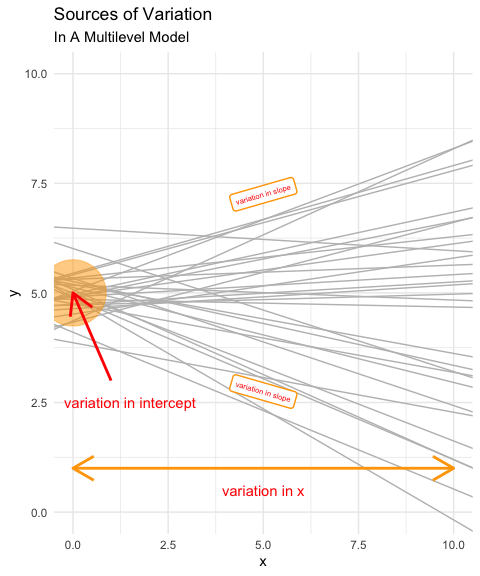 Sources of Variation
In A Multilevel Model
10.0
7.5
variation in slope
y
5.0
variation in slope
2.5
variation in intercept
variation in x
0.0
0.0 2.5 5.0 7.5 10.0
x